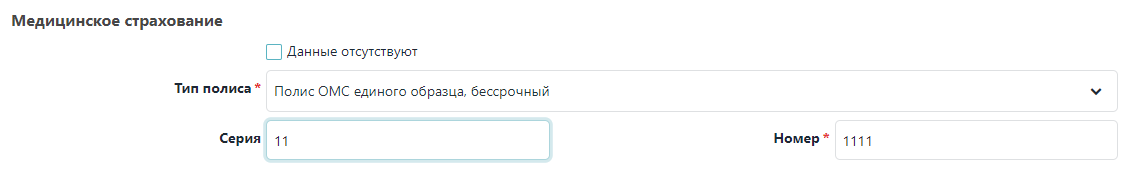 Медицинское страхование
Данные отсутствуют
Тип полиса * Полис ОМС единого образца, бессрочный
Серия 11 Номер * 1111